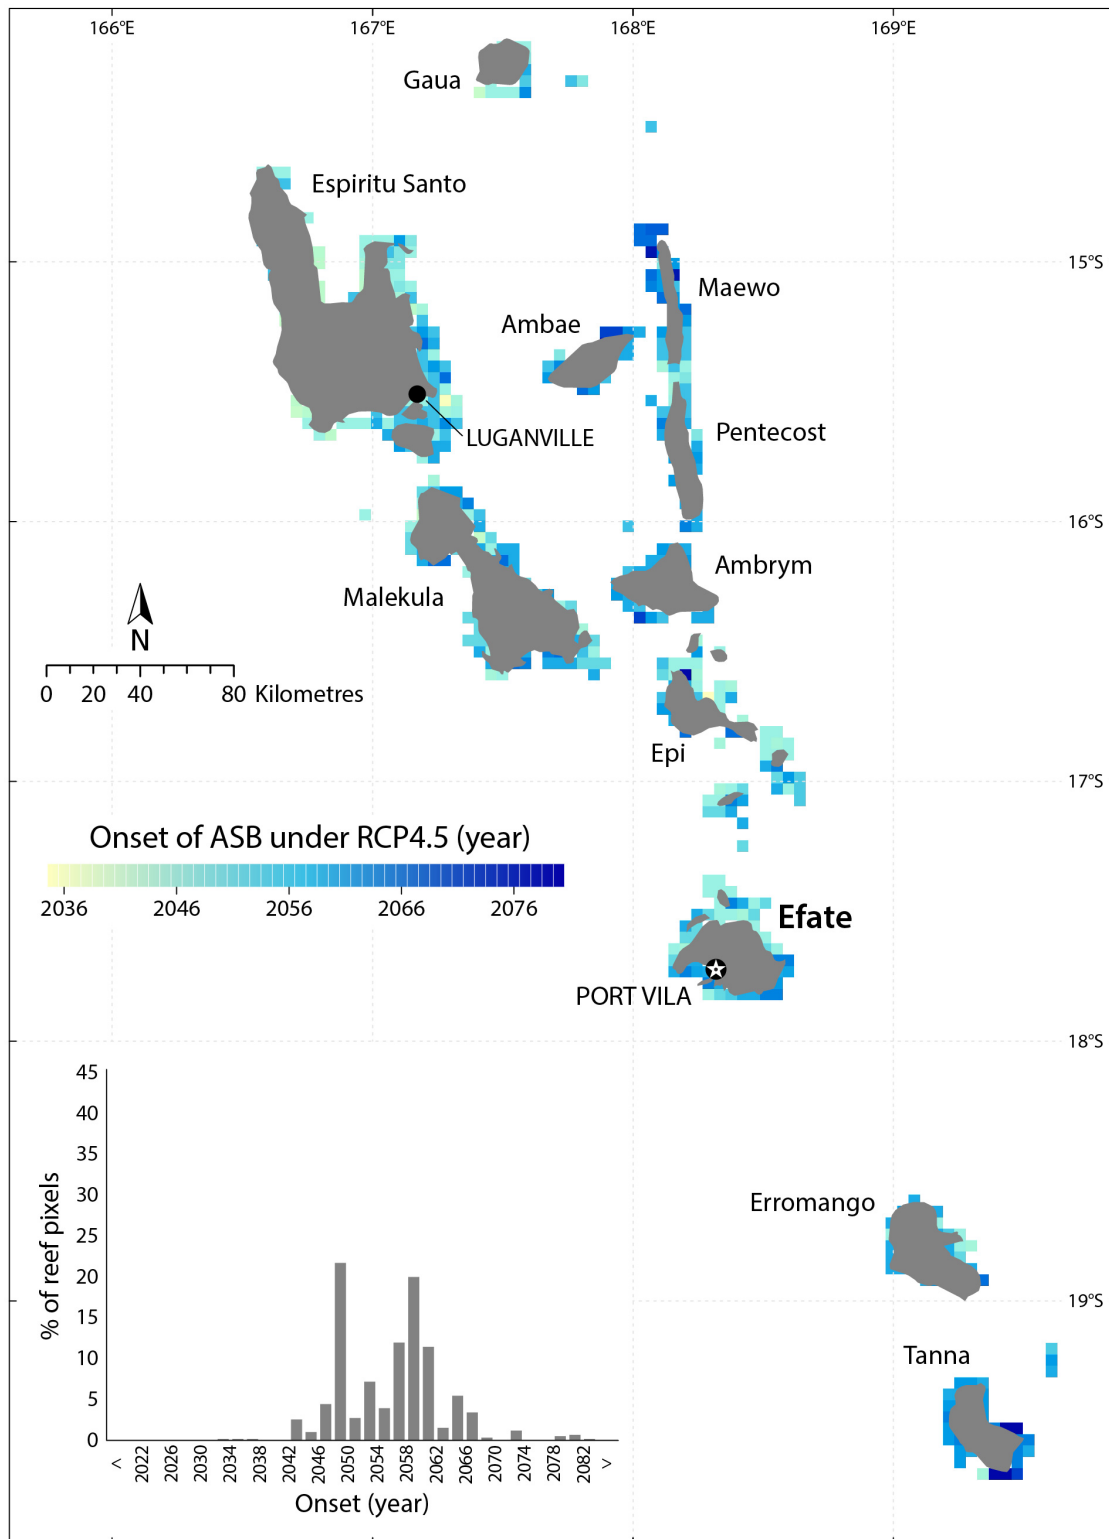 166°E 167°E 168°E 169°E
Gaua
Espiritu Santo
15°S
Maewo
Ambae
Pentecost
LUGANVILLE
16°S
Ambrym
Malekula
N
0 20 40 80 Kilometres
Epi
17°S
Onset of ASB under RCP4.5 (year)
2036 2046 2056 2066 2076
Efate
PORT VILA
18°S
45
40
35
30
25
20
15
10
5
0
% of reef pixels
< 2022 2026 2030 2034 2038 2042 2046 2050 2054 2058 2062 2066 2070 2074 2078 2082 >
Onset (year)
Erromango
19°S
Tanna